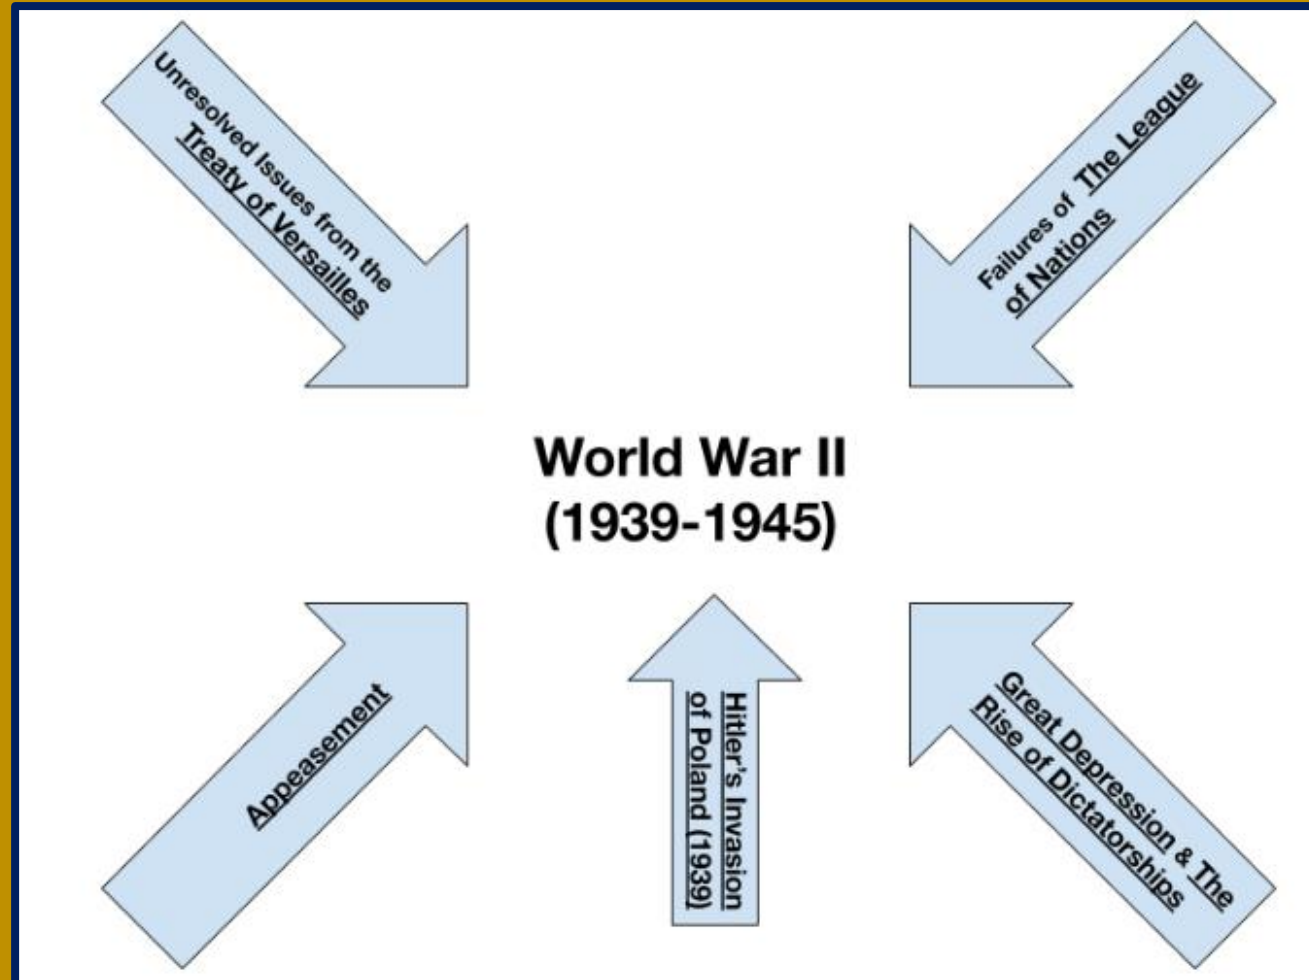 Unresolved Issues from the
Treaty of Versailles
Failures of The League
of Nations
World War II
(1939-1945)
Appeasement
Hitler's Invasion
of Poland (1939)
Great Depression & The
Rise of Dictatorships